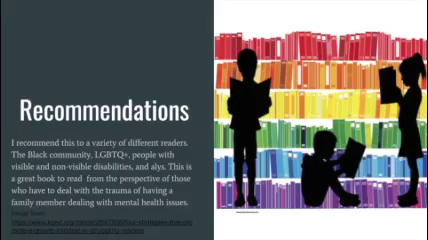 Recommendations
I recommend this to a variety of different readers.
The Black community, LGBTQ+, people with
visible and non-visible disabilities, and alys. This is
a great book to read from the perspective of those
who have to deal with the trauma of having a
family member dealing with mental health issues.
Image from: